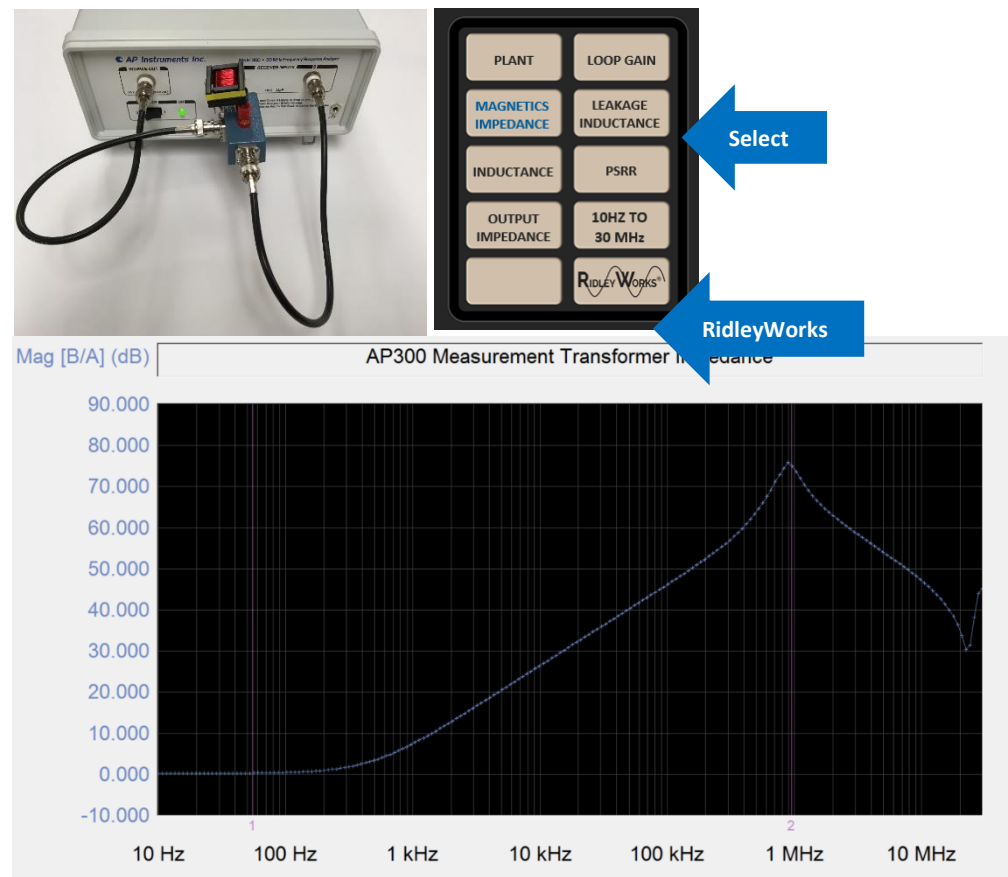 AP Instruments Inc.
PLANT
LOOP GAIN
MAGNETICS
IMPEDANCE
LEAKAGE
INDUCTANCE
Select
INDUCTANCE
PSRR
OUTPUT
IMPEDANCE
10HZ TO
30 MHz
RIDLEYWORKS®
RidleyWorks
Mag [B/A] (dB)
AP300 Measurement Transformer
90.000
80.000
70.000
60.000
50.000
40.000
30.000
20.000
10.000
0.000
-10.000
1
2
10 Hz
100 Hz
1 kHz
10 kHz
100 kHz
1 MHz
10 MHz